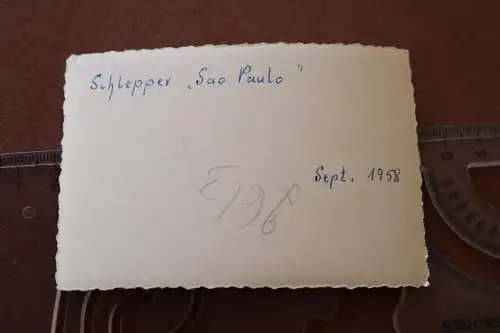 Schlepper „Sao Paulo"
Sept. 1958